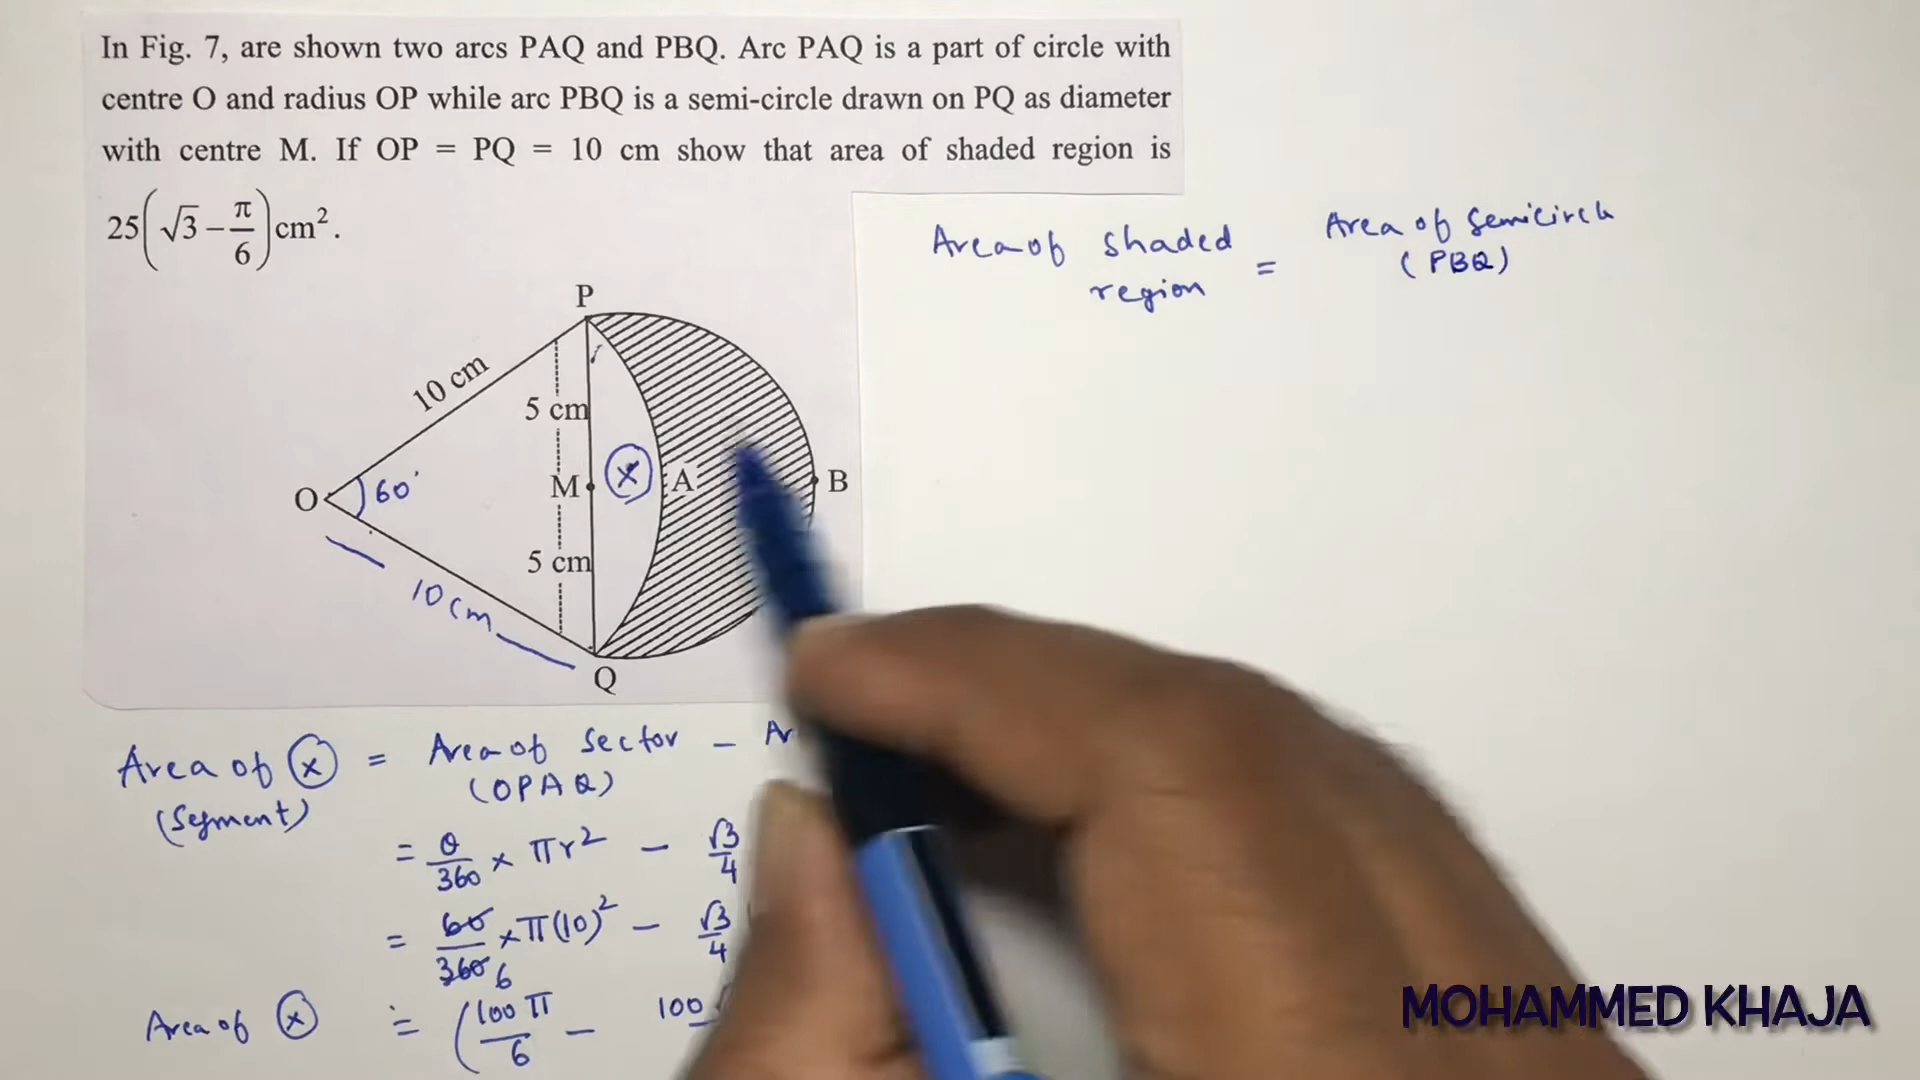 In Fig. 7, are shown two arcs PAQ and PBQ. Arc PAQ is a part of circle with
centre O and radius OP while arc PBQ is a semi-circle drawn on PQ as diameter
with centre M. If OP = PQ = 10 cm show that area of shaded region is
25(√3 − π/6) cm².
Area of shaded region = Area of semicircle (PBQ)
P
10 cm
5 cm
M
x
A
B
O
60°
5 cm
10 cm
Q
Area of x (segment) = Area of sector (OPAQ) −
= θ/360 × πr² − √3/4
= 60/360 6 × π(10)² − √3/4
Area of x = (100π/6 − 100
MOHAMMED KHAJA